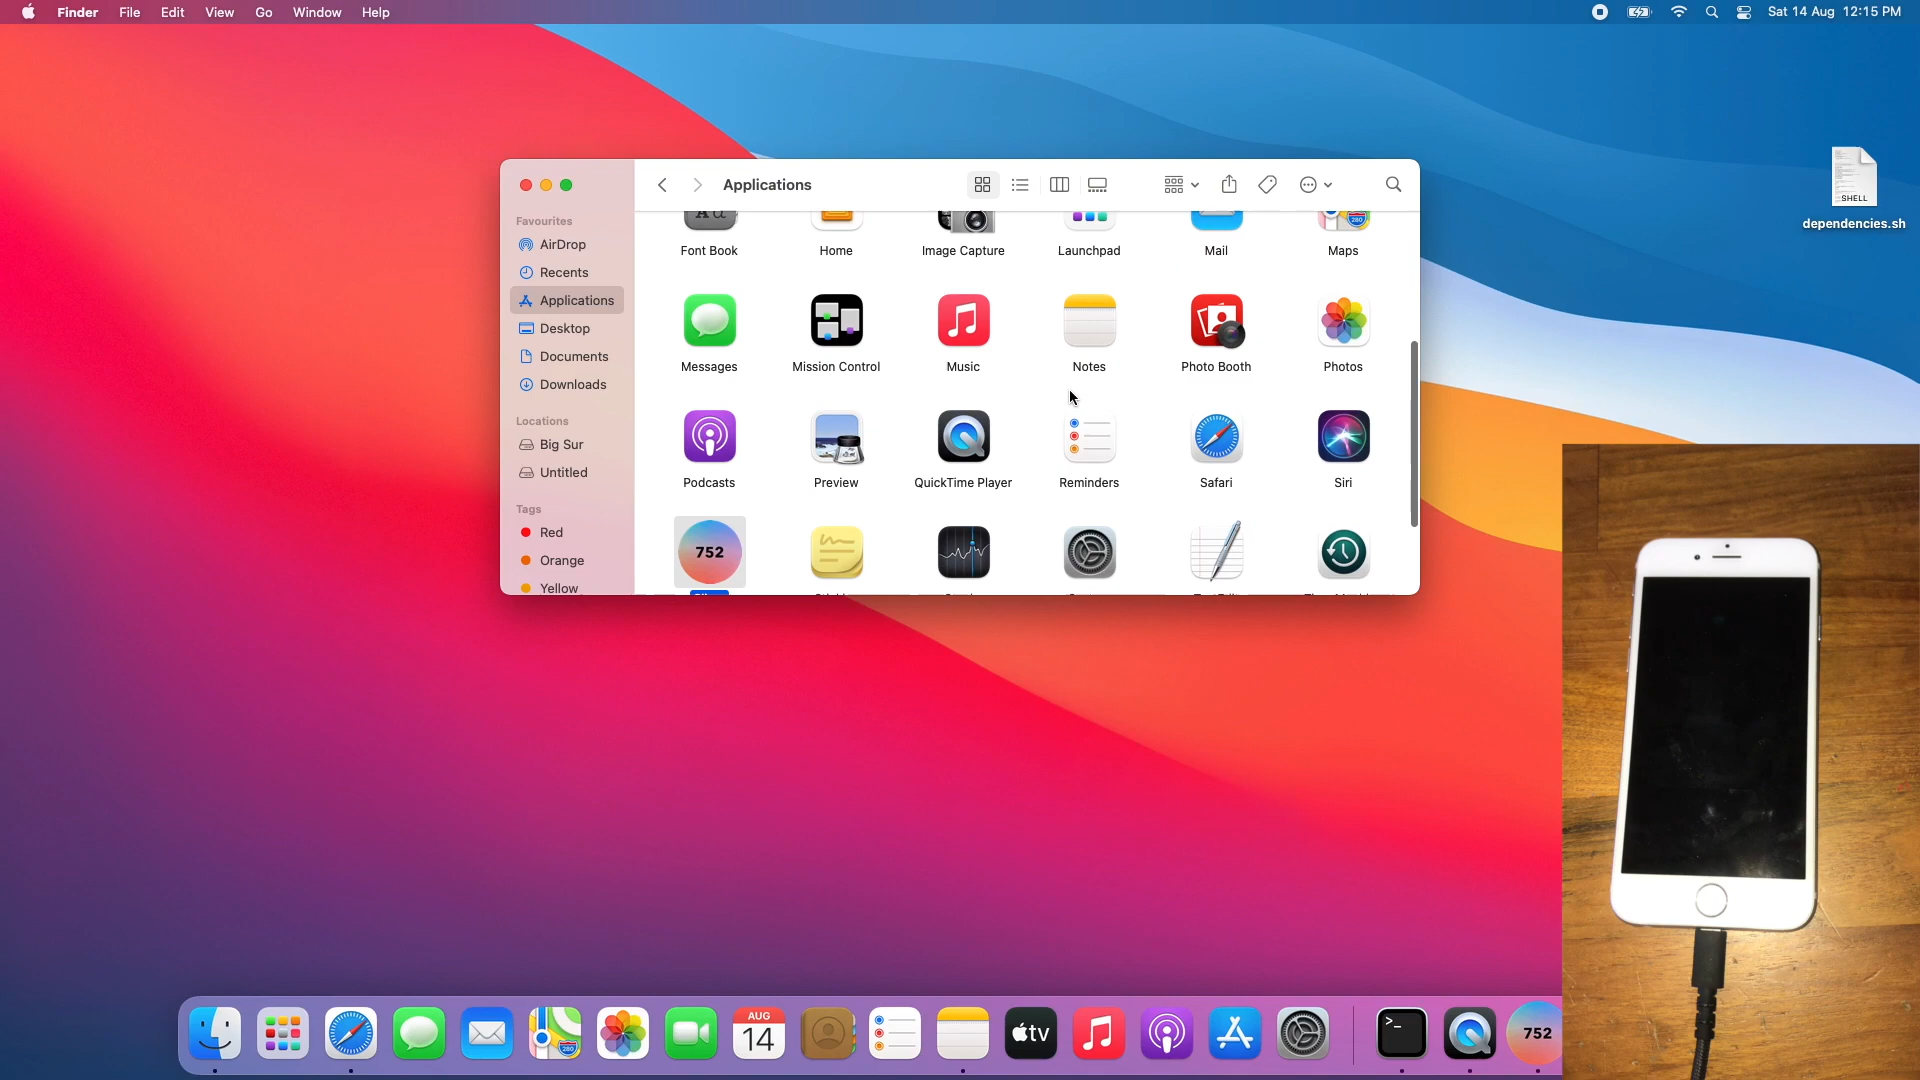 Finder File Edit View Go Window Help
Sat 14 Aug 12:15 PM
SHELL
dependencies.sh
Applications
Favourites
AirDrop
Recents
Applications
Desktop
Documents
Downloads
Locations
Big Sur
Untitled
Tags
Red
Orange
Yellow
280
Font Book Home Image Capture Launchpad Mail Maps
Messages Mission Control Music Notes Photo Booth Photos
Podcasts Preview QuickTime Player Reminders Safari Siri
752
AUG
14
280
tv
>_
752